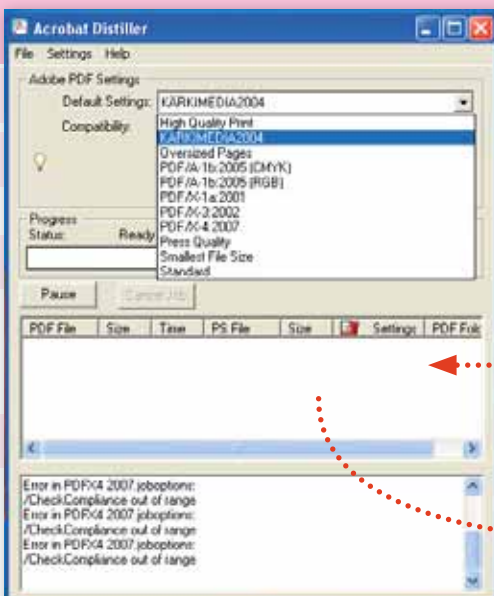 Acrobat Distiller
File Settings Help
Adobe PDF Settings
Default Settings: KÄRKIMEDIA2004
Compatibility:
High Quality Print
KÄRKIMEDIA2004
Oversized Pages
PDF/A-1b:2005 (CMYK)
PDF/A-1b:2005 (RGB)
PDF/X-1a:2001
PDF/X-3:2002
PDF/X-4:2007
Press Quality
Smallest File Size
Standard
Progress
Status: Ready
Pause Cancel Job
PDF File Size Time PS File Size Settings PDF Fold
Error in PDFX4 2007.joboptions:
/CheckCompliance out of range
Error in PDFX4 2007.joboptions:
/CheckCompliance out of range
Error in PDFX4 2007.joboptions:
/CheckCompliance out of range